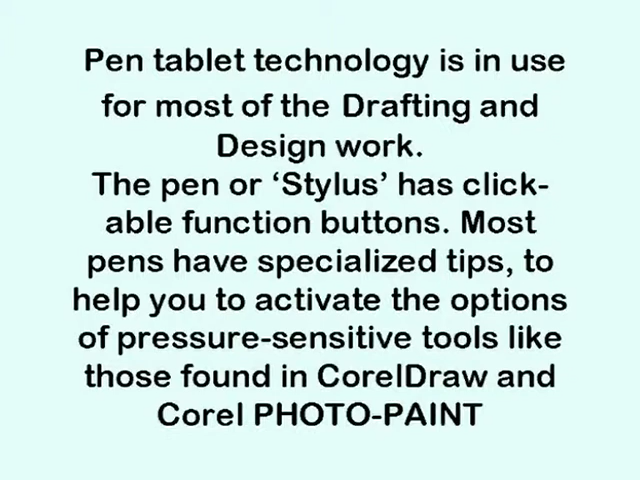 Pen tablet technology is in use
for most of the Drafting and
Design work.
The pen or ‘Stylus’ has click-
able function buttons. Most
pens have specialized tips, to
help you to activate the options
of pressure-sensitive tools like
those found in CorelDraw and
Corel PHOTO-PAINT